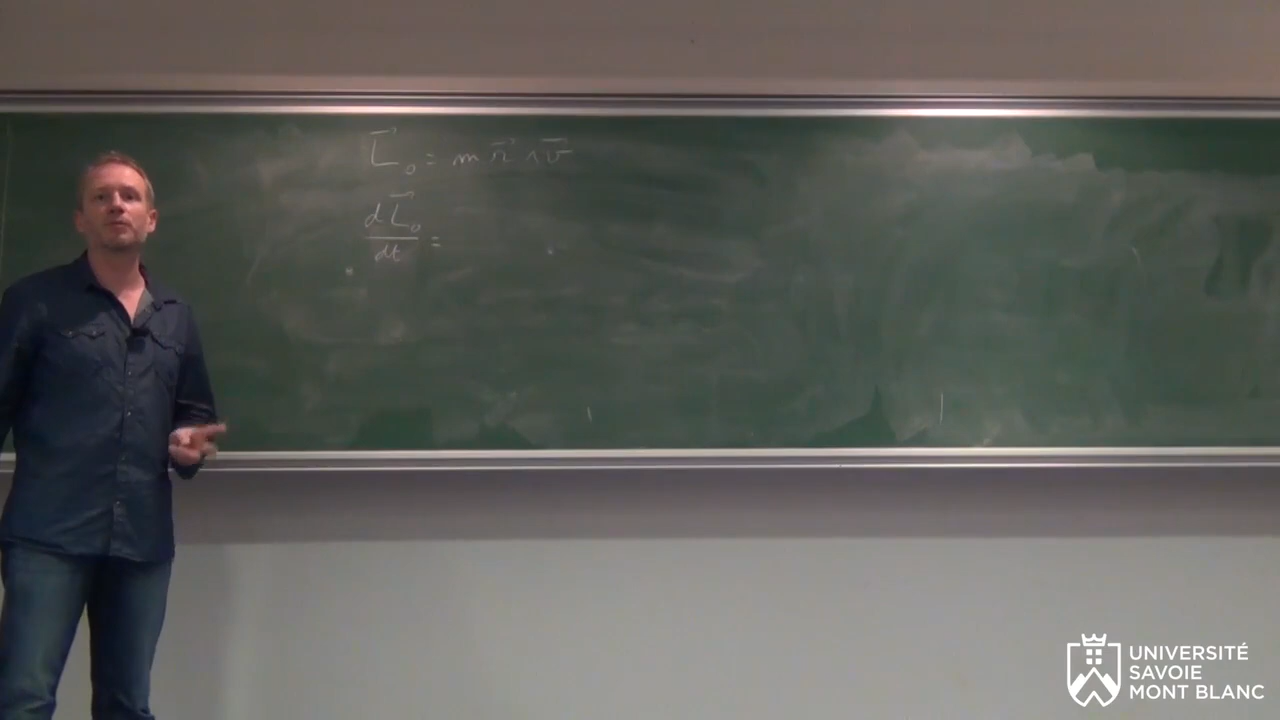 L⃗₀ = m r⃗ ∧ v⃗
dL⃗₀/dt =
UNIVERSITÉ
SAVOIE
MONT BLANC